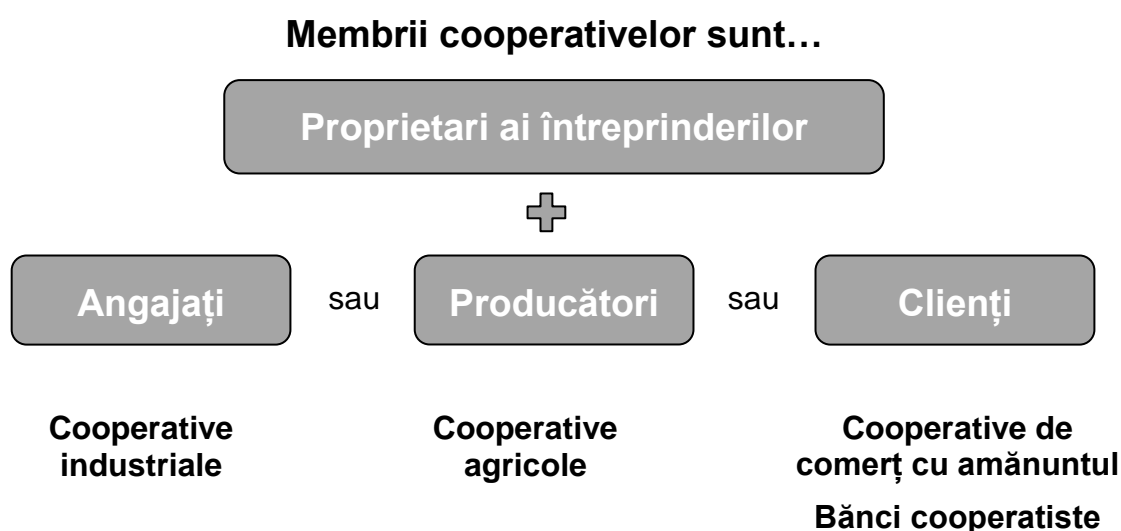 Membrii cooperativelor sunt…
Proprietari ai întreprinderilor
Angajați sau Producători sau Clienți
Cooperative
industriale
Cooperative
agricole
Cooperative de
comerț cu amănuntul
Bănci cooperatiste